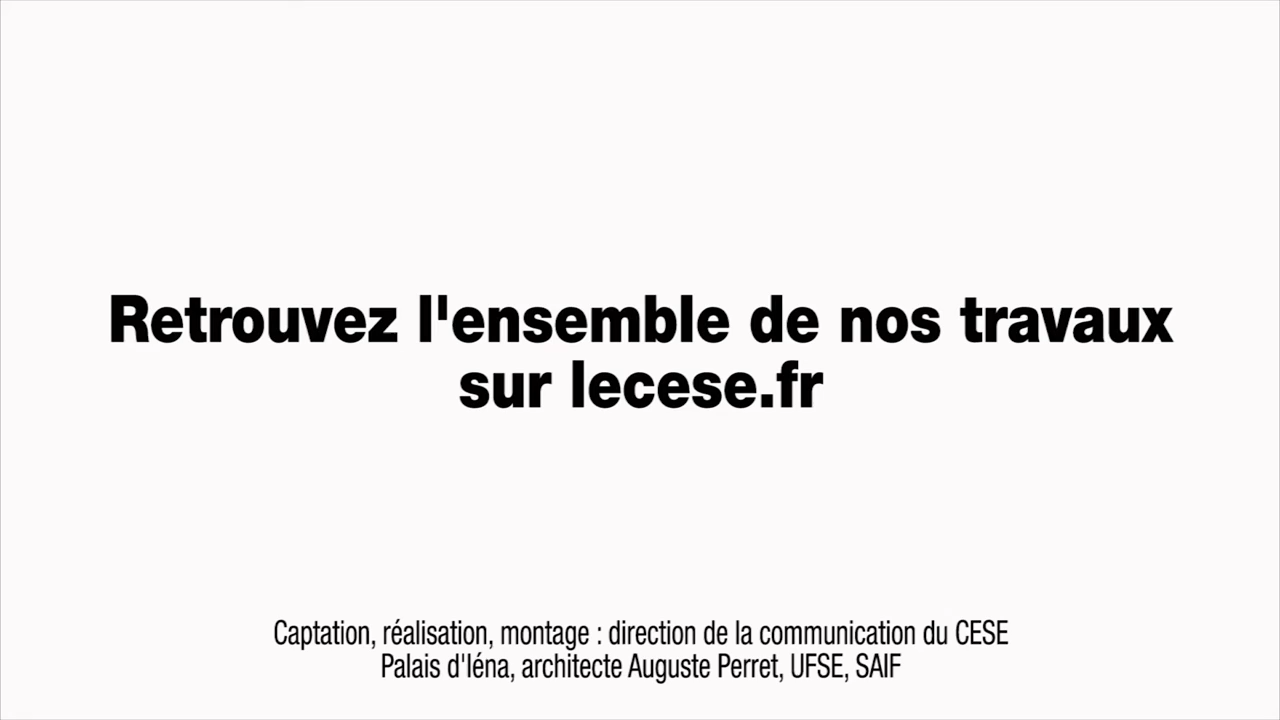 Retrouvez l'ensemble de nos travaux
sur lecese.fr
Captation, réalisation, montage : direction de la communication du CESE
Palais d'Iéna, architecte Auguste Perret, UFSE, SAIF